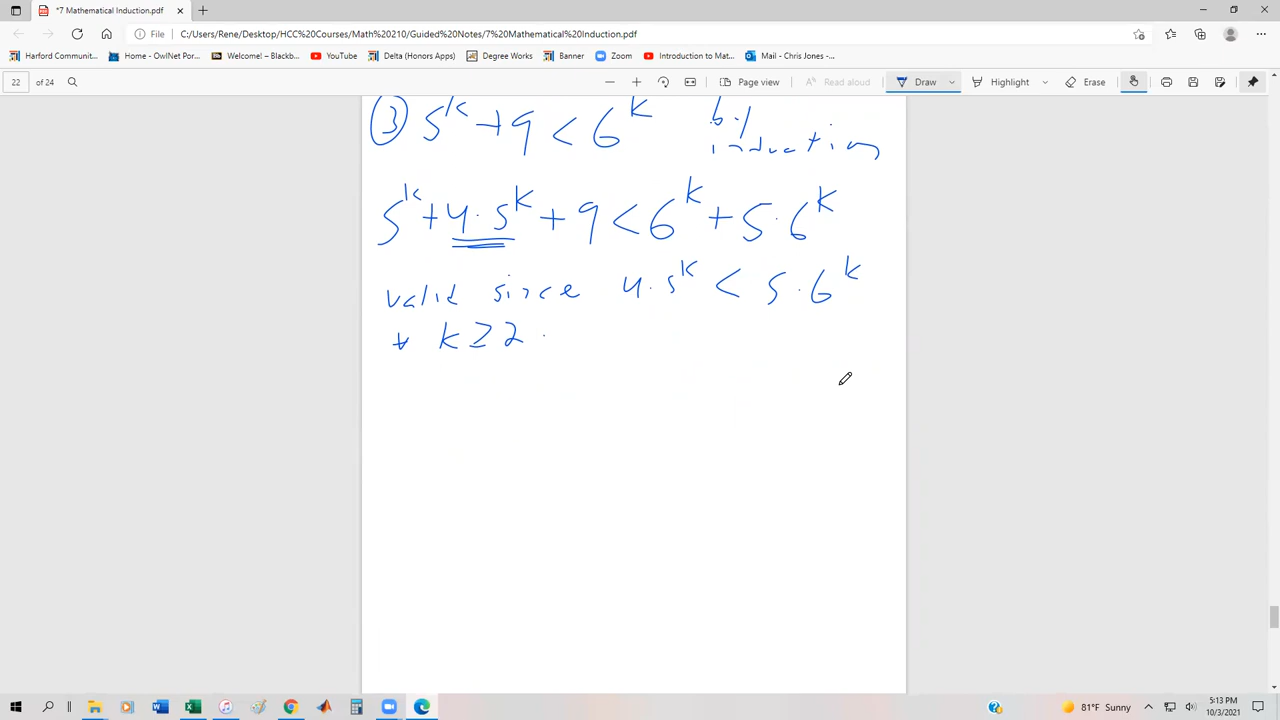 *7 Mathematical Induction.pdf
File C:/Users/Rene/Desktop/HCC%20Courses/Math%20210/Guided%20Notes/7%20Mathematical%20Induction.pdf
Harford Communit... Home - OwlNet Por... Welcome! – Blackb... YouTube Delta (Honors Apps) Degree Works Banner Zoom Introduction to Mat... Mail - Chris Jones -...
22 of 24 Page view Read aloud Draw Highlight Erase
③ 5^k + 9 < 6^k by
induction
5^k + 4·5^k + 9 < 6^k + 5·6^k
valid since 4·5^k < 5·6^k
∀ k ≥ 2.
81°F Sunny 5:13 PM
10/3/2021